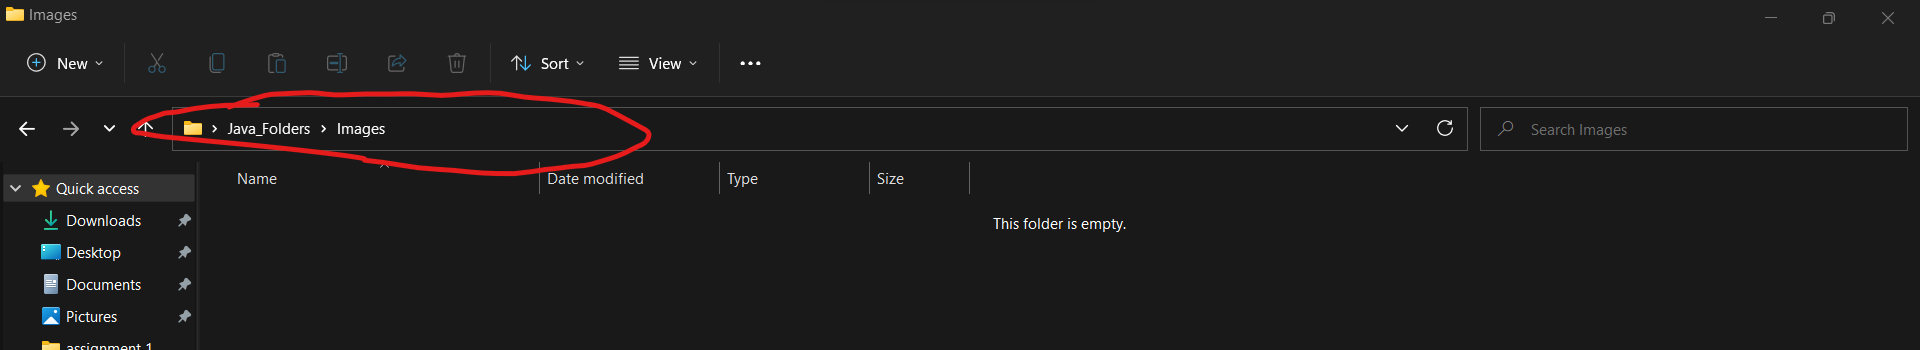 Images
New
Sort
View
Java_Folders
Images
Search Images
Quick access
Name
Date modified
Type
Size
Downloads
This folder is empty.
Desktop
Documents
Pictures
assignment 1